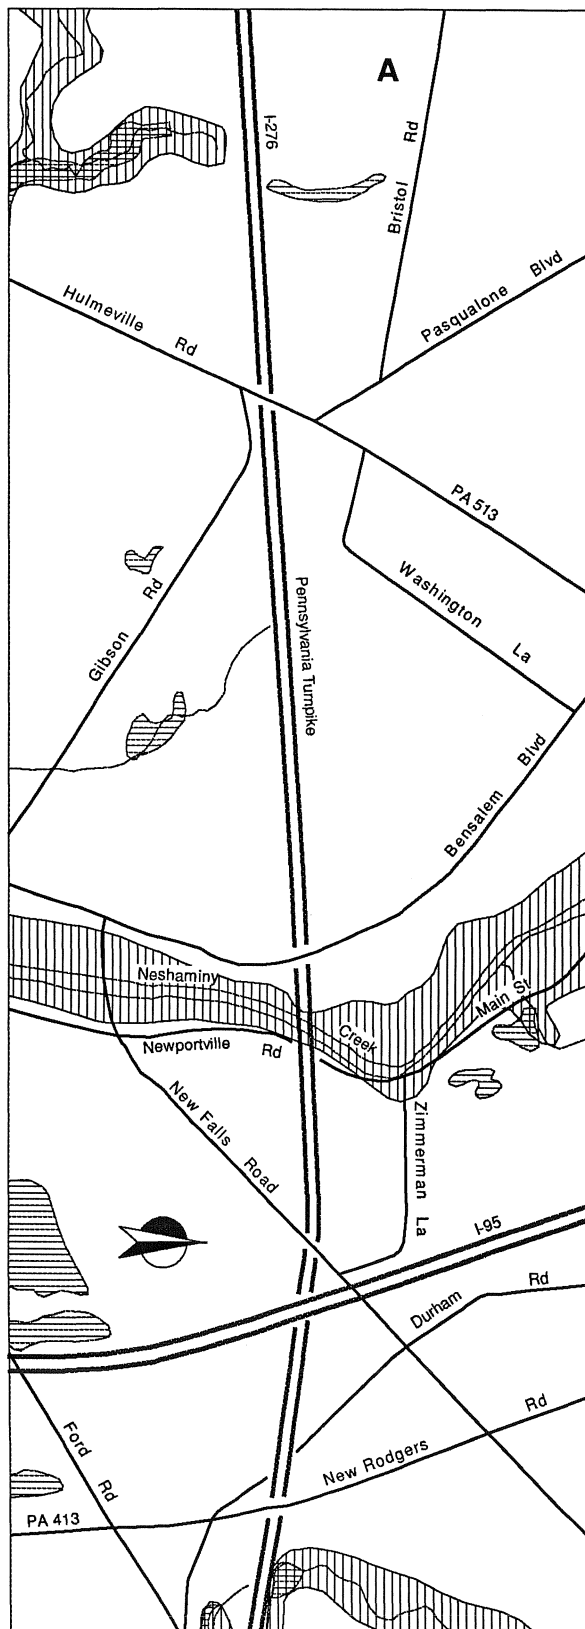 A
I-276
Bristol Rd
Pasqualone Blvd
Hulmeville Rd
PA 513
Washington La
Gibson Rd
Pennsylvania Turnpike
Bensalem Blvd
Neshaminy Creek
Main St
Newportville Rd
New Falls Road
Zimmerman La
I-95
Durham Rd
Ford Rd
New Rodgers Rd
PA 413